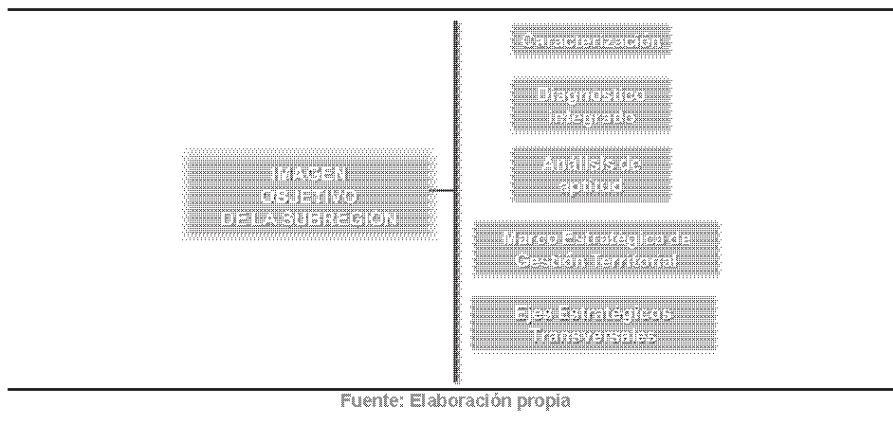 IMAGEN
OBJETIVO
DE LA SUBREGIÓN
Caracterización
Diagnóstico
Integrado
Análisis de
aptitud
Marco Estratégica de
Gestión Territorial
Ejes Estratégicos
Transversales
Fuente: Elaboración propia